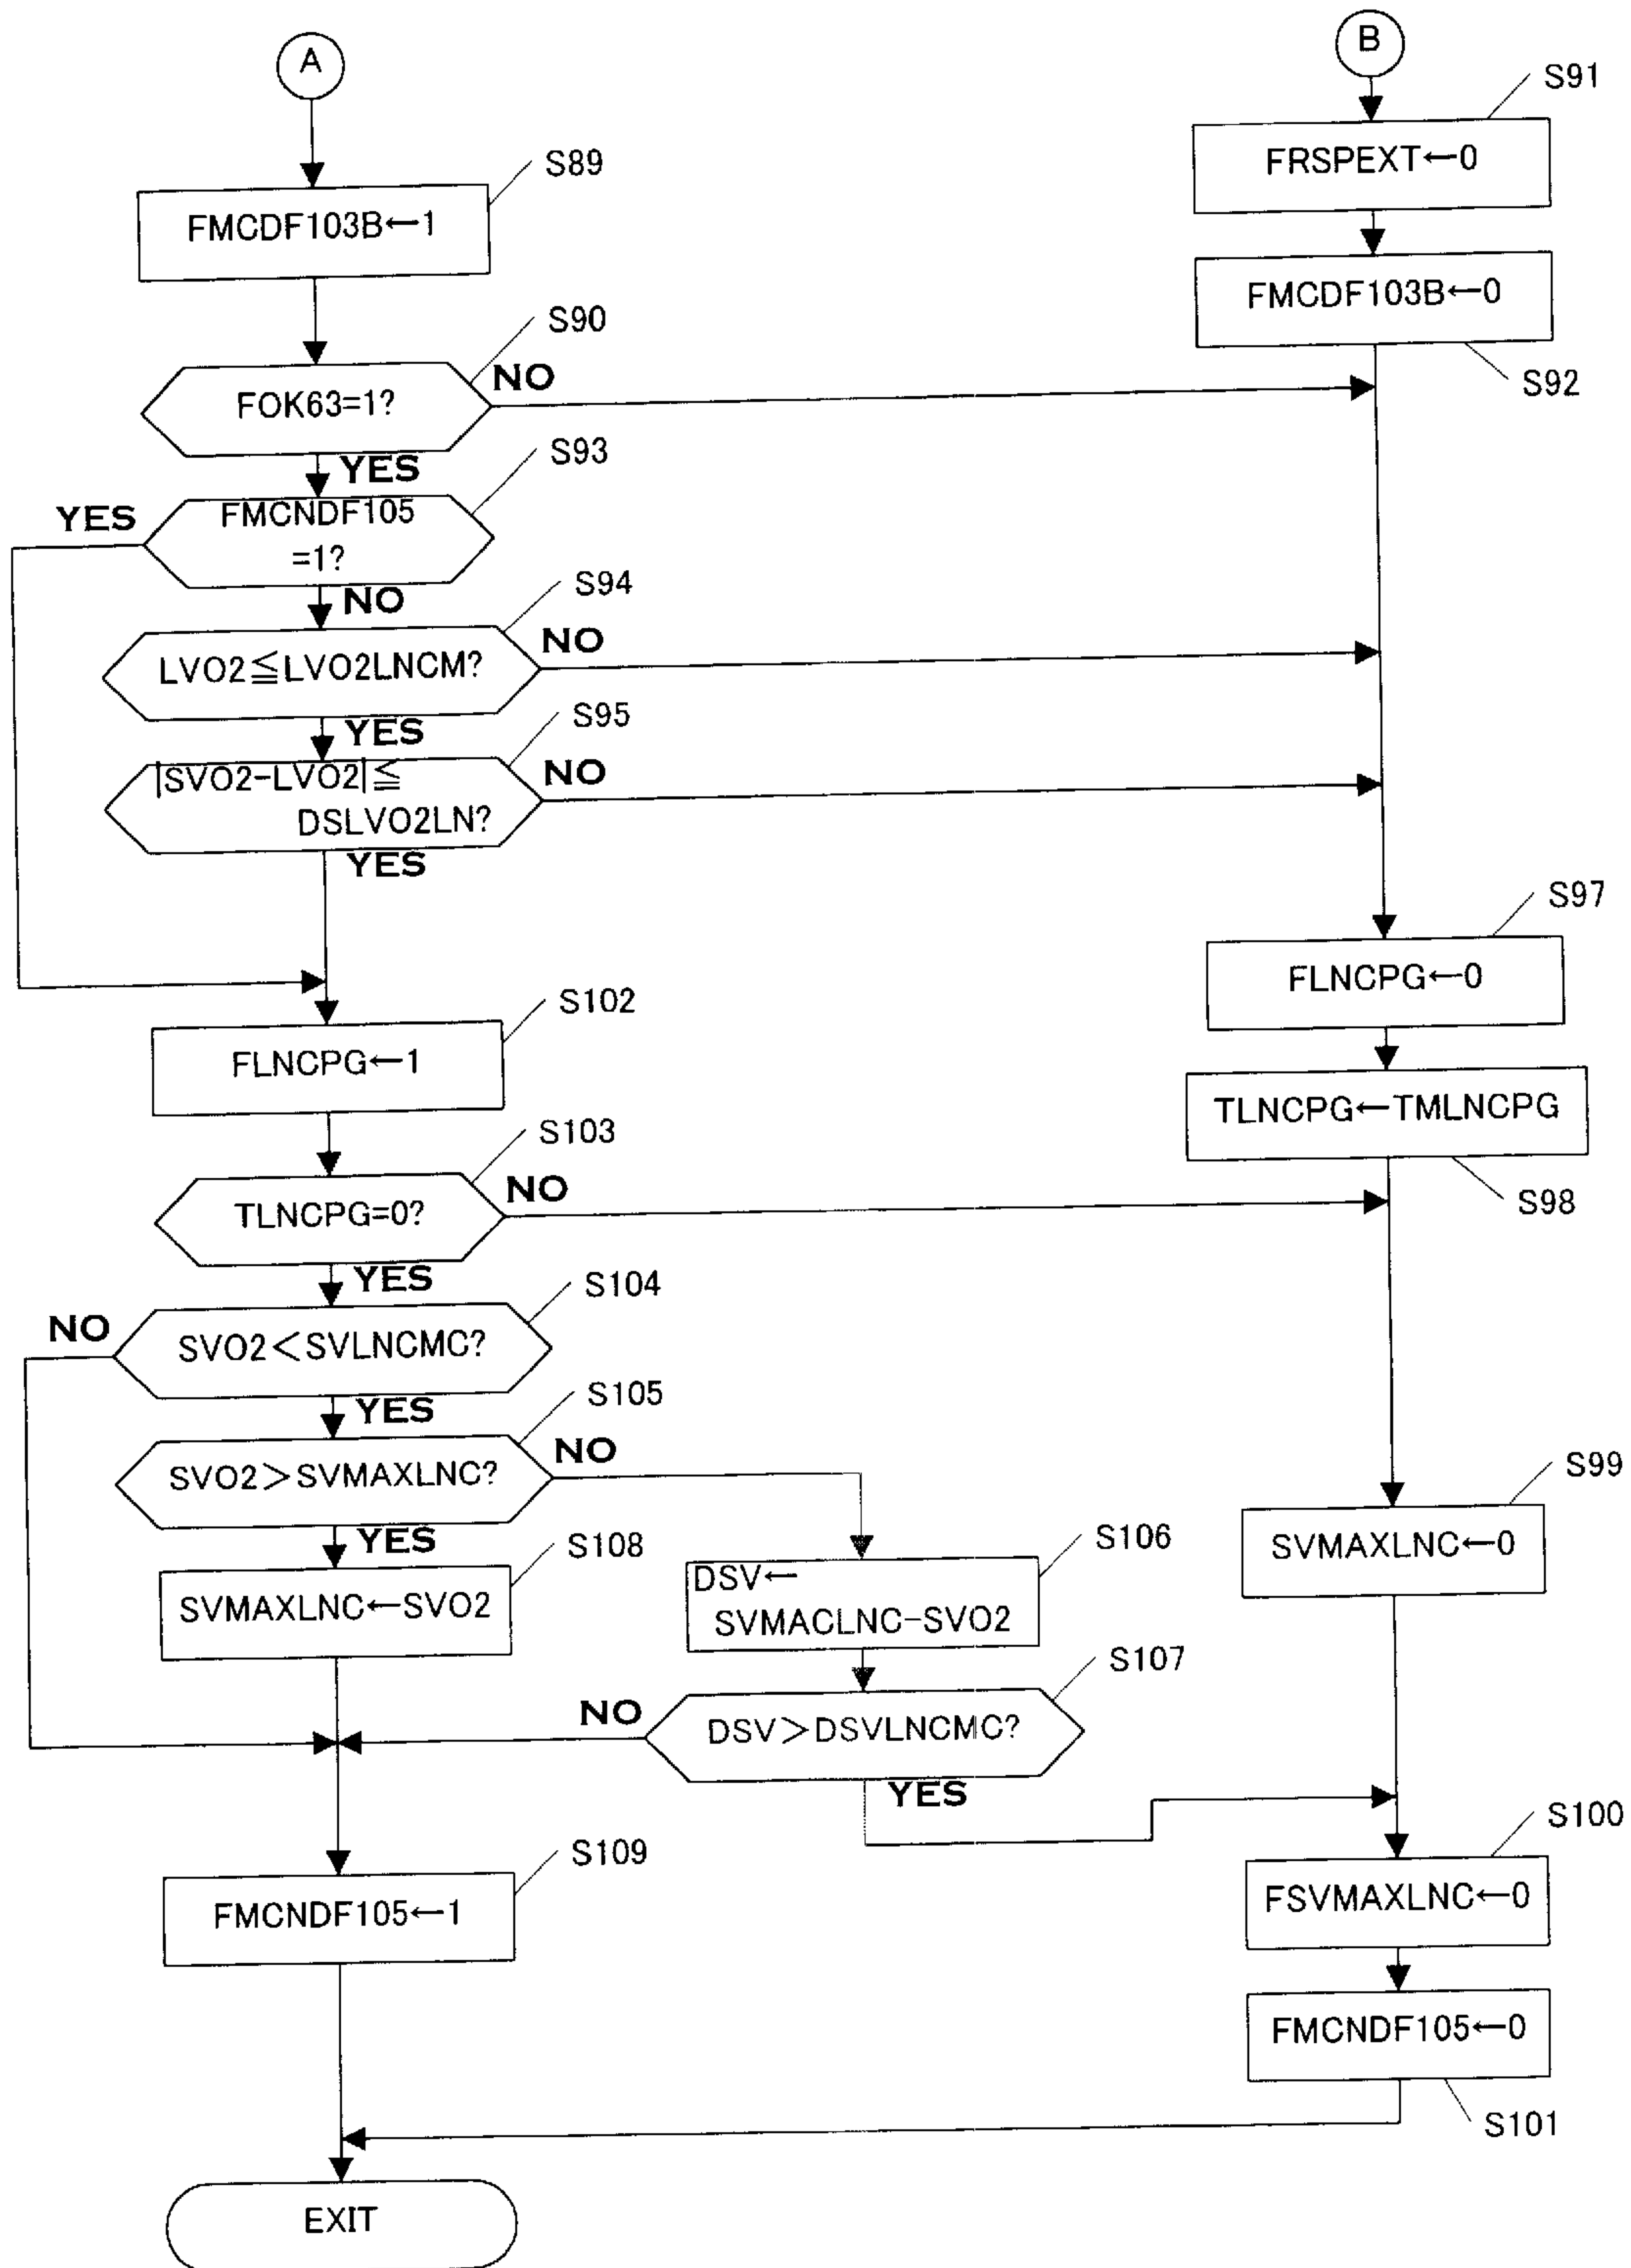 A
B
S91
FRSPEXT←0
S89
FMCDF103B←1
FMCDF103B←0
S92
S90
FOK63=1?
NO
YES
S93
FMCNDF105
=1?
YES
NO
S94
LVO2≦LVO2LNCM?
NO
YES
S95
|SVO2-LVO2|≦
DSLVO2LN?
NO
YES
S97
FLNCPG←0
S102
FLNCPG←1
TLNCPG←TMLNCPG
S98
S103
TLNCPG=0?
NO
YES
S104
SVO2<SVLNCMC?
NO
YES
S105
SVO2>SVMAXLNC?
NO
YES
S99
SVMAXLNC←0
S108
SVMAXLNC←SVO2
S106
DSV←
SVMACLNC-SVO2
S107
DSV>DSVLNCMC?
NO
YES
S100
FSVMAXLNC←0
S109
FMCNDF105←1
FMCNDF105←0
S101
EXIT